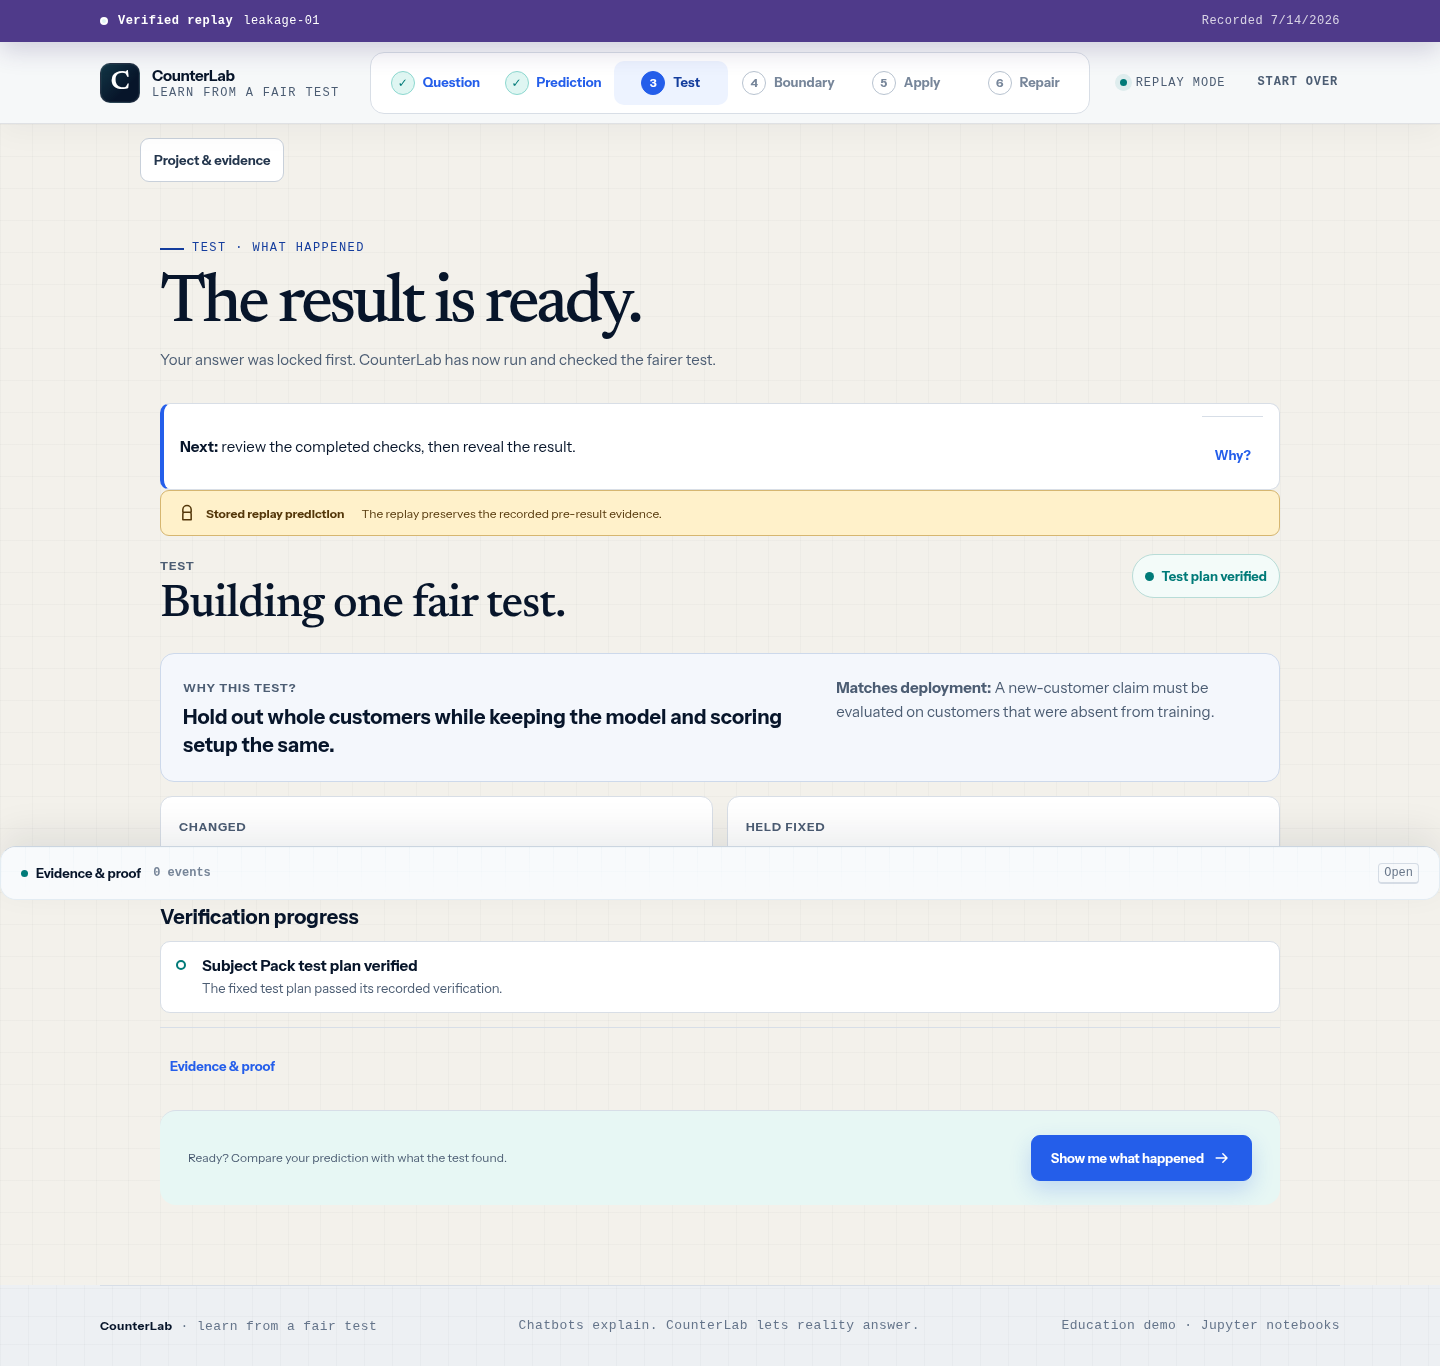 Verified replay leakage-01
Recorded 7/14/2026
C
CounterLab
LEARN FROM A FAIR TEST
✓ Question
✓ Prediction
3 Test
4 Boundary
5 Apply
6 Repair
REPLAY MODE
START OVER
Project & evidence
TEST · WHAT HAPPENED
The result is ready.
Your answer was locked first. CounterLab has now run and checked the fairer test.
Next: review the completed checks, then reveal the result.
Why?
Stored replay prediction The replay preserves the recorded pre-result evidence.
TEST
Building one fair test.
Test plan verified
WHY THIS TEST?
Hold out whole customers while keeping the model and scoring
setup the same.
Matches deployment: A new-customer claim must be
evaluated on customers that were absent from training.
CHANGED
HELD FIXED
Evidence & proof 0 events
Open
Verification progress
Subject Pack test plan verified
The fixed test plan passed its recorded verification.
Evidence & proof
Ready? Compare your prediction with what the test found.
Show me what happened →
CounterLab · learn from a fair test
Chatbots explain. CounterLab lets reality answer.
Education demo · Jupyter notebooks